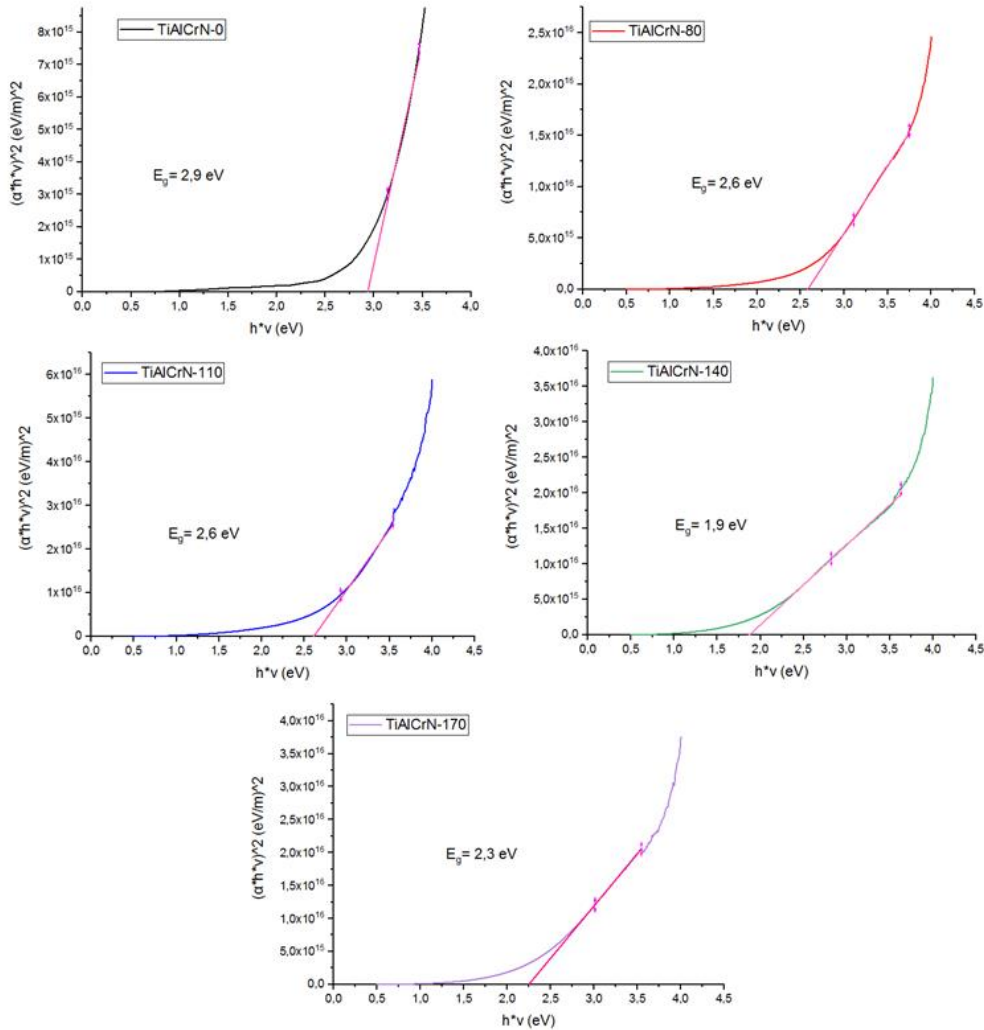 TiAlCrN-0
8x10^15
7x10^15
6x10^15
5x10^15
4x10^15
3x10^15
2x10^15
1x10^15
0
(α*h*v)^2 (eV/m)^2
E_g= 2,9 eV
0,0 0,5 1,0 1,5 2,0 2,5 3,0 3,5 4,0
h*v (eV)
TiAlCrN-80
2,5x10^16
2,0x10^16
1,5x10^16
1,0x10^16
5,0x10^15
0,0
(α*h*v)^2 (eV/m)^2
E_g= 2,6 eV
0,0 0,5 1,0 1,5 2,0 2,5 3,0 3,5 4,0 4,5
h*v (eV)
TiAlCrN-110
6x10^16
5x10^16
4x10^16
3x10^16
2x10^16
1x10^16
0
(α*h*v)^2 (eV/m)^2
E_g= 2,6 eV
0,0 0,5 1,0 1,5 2,0 2,5 3,0 3,5 4,0 4,5
h*v (eV)
TiAlCrN-140
4,0x10^16
3,5x10^16
3,0x10^16
2,5x10^16
2,0x10^16
1,5x10^16
1,0x10^16
5,0x10^15
0,0
(α*h*v)^2 (eV/m)^2
E_g= 1,9 eV
0,0 0,5 1,0 1,5 2,0 2,5 3,0 3,5 4,0 4,5
h*v (eV)
TiAlCrN-170
4,0x10^16
3,5x10^16
3,0x10^16
2,5x10^16
2,0x10^16
1,5x10^16
1,0x10^16
5,0x10^15
0,0
(α*h*v)^2 (eV/m)^2
E_g= 2,3 eV
0,0 0,5 1,0 1,5 2,0 2,5 3,0 3,5 4,0 4,5
h*v (eV)